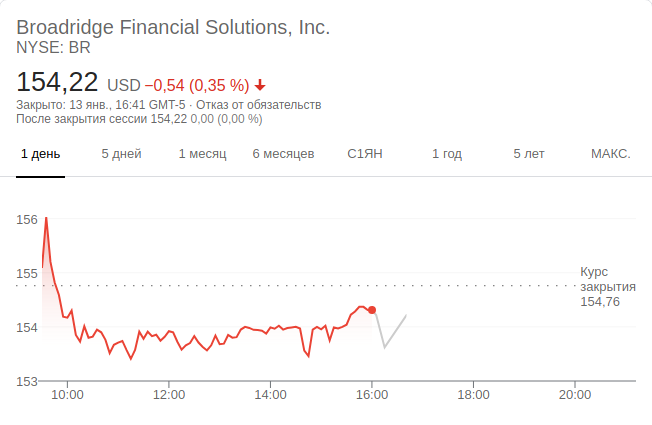 Broadridge Financial Solutions, Inc.
NYSE: BR
154,22 USD −0,54 (0,35 %)
Закрыто: 13 янв., 16:41 GMT-5 · Отказ от обязательств
После закрытия сессии 154,22 0,00 (0,00 %)
1 день 5 дней 1 месяц 6 месяцев С1ЯН 1 год 5 лет МАКС.
156
155
154
153
Курс
закрытия
154,76
10:00 12:00 14:00 16:00 18:00 20:00